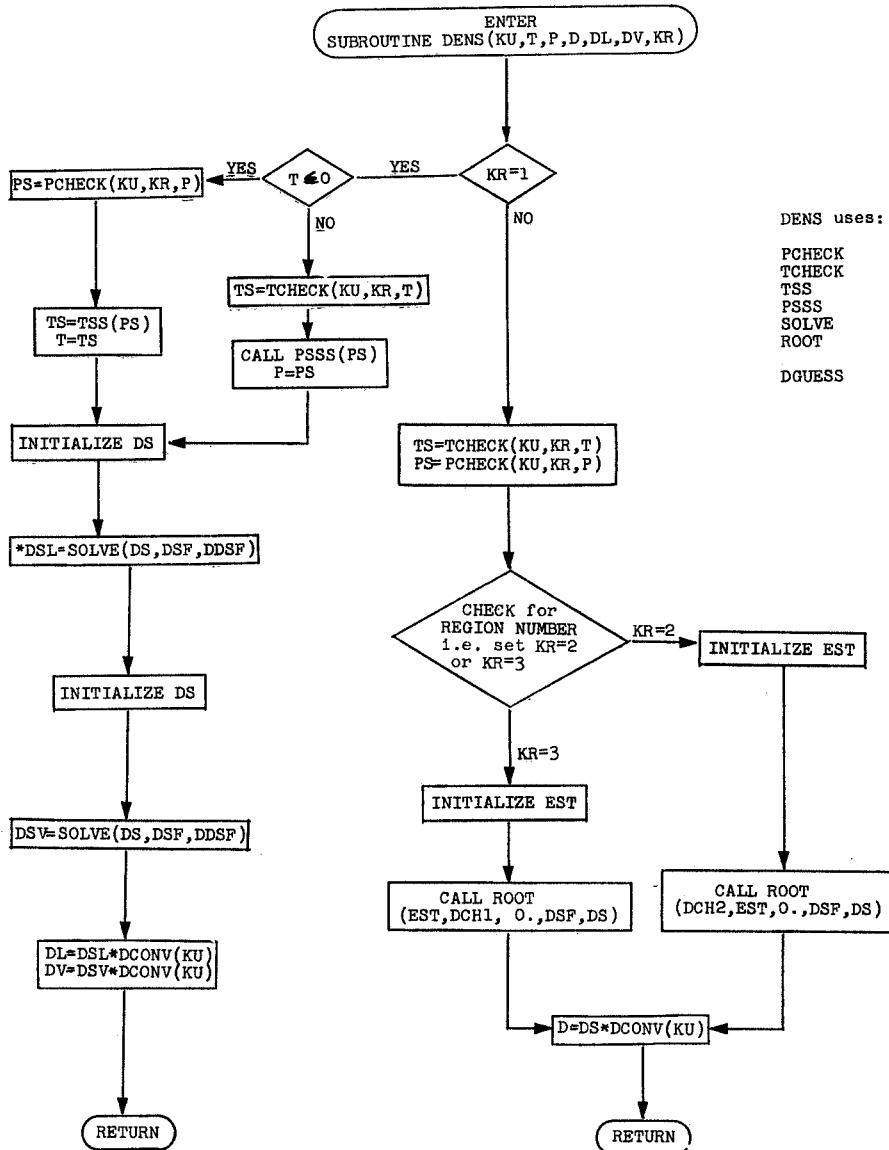 ENTER
SUBROUTINE DENS(KU,T,P,D,DL,DV,KR)
KR=1
YES
T≤0
YES
PS=PCHECK(KU,KR,P)
NO
NO
TS=TCHECK(KU,KR,T)
TS=TSS(PS)
T=TS
CALL PSSS(PS)
P=PS
INITIALIZE DS
*DSL=SOLVE(DS,DSF,DDSF)
INITIALIZE DS
DSV=SOLVE(DS,DSF,DDSF)
DL=DSL*DCONV(KU)
DV=DSV*DCONV(KU)
RETURN
TS=TCHECK(KU,KR,T)
PS=PCHECK(KU,KR,P)
CHECK for
REGION NUMBER
i.e. set KR=2
or KR=3
KR=2
INITIALIZE EST
KR=3
INITIALIZE EST
CALL ROOT
(EST,DCH1, 0.,DSF,DS)
CALL ROOT
(DCH2,EST,0.,DSF,DS)
D=DS*DCONV(KU)
RETURN
DENS uses:
PCHECK
TCHECK
TSS
PSSS
SOLVE
ROOT
DGUESS